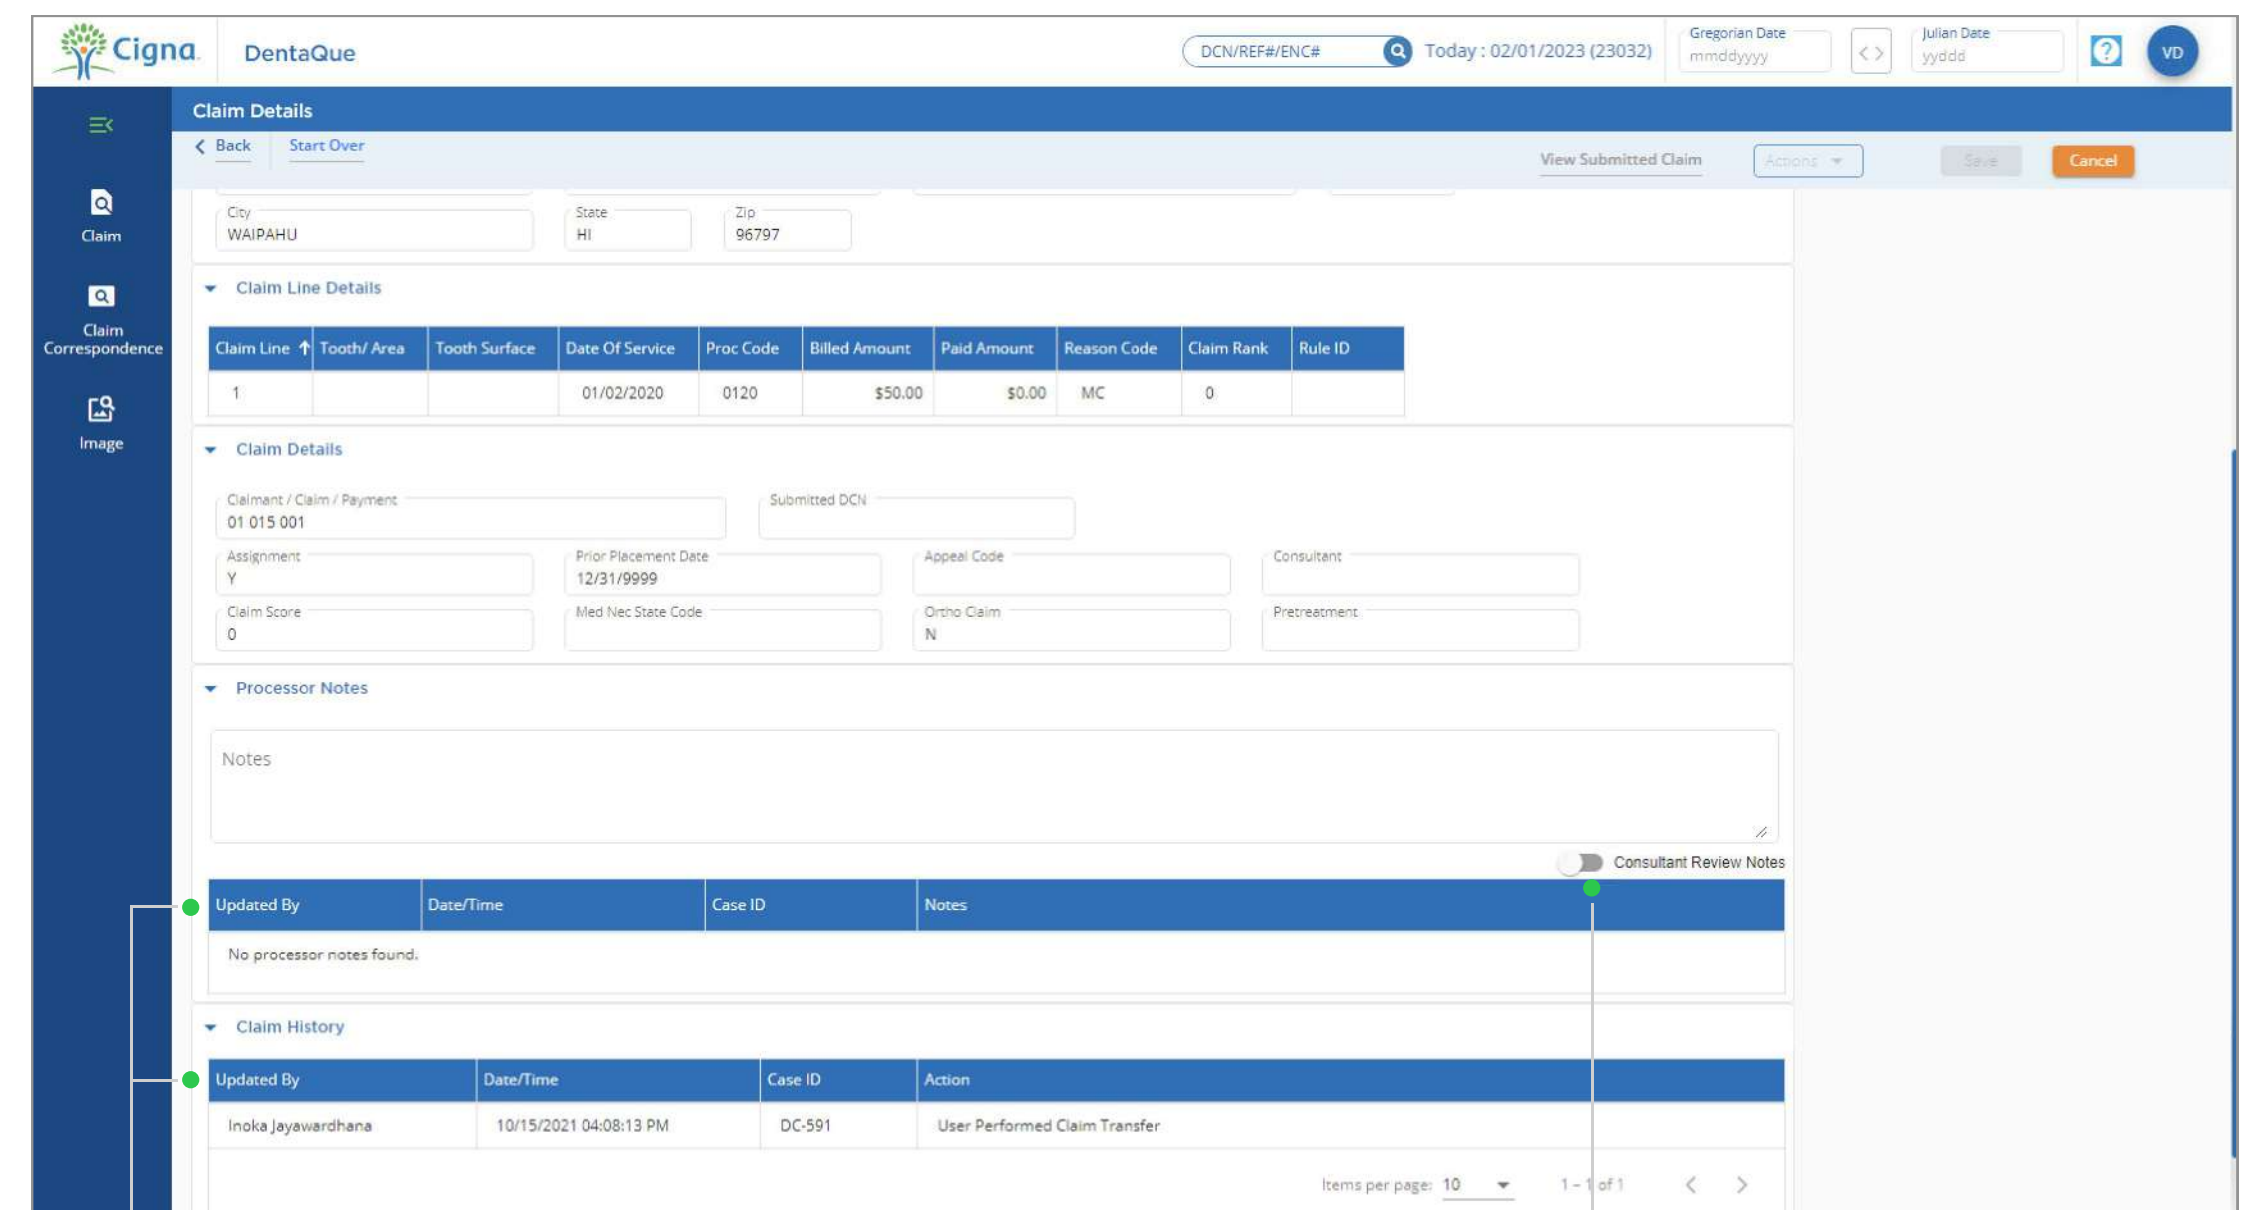 Cigna. DentaQue DCN/REF#/ENC# Today : 02/01/2023 (23032) Gregorian Date mmddyyyy < > Julian Date yyddd ? VD
Claim Details
Back Start Over View Submitted Claim Actions Save Cancel
Claim
Claim Correspondence
Image
City State Zip
WAIPAHU HI 96797
Claim Line Details
Claim Line Tooth/ Area Tooth Surface Date Of Service Proc Code Billed Amount Paid Amount Reason Code Claim Rank Rule ID
1 01/02/2020 0120 $50.00 $0.00 MC 0
Claim Details
Claimant / Claim / Payment Submitted DCN
01 015 001
Assignment Prior Placement Date Appeal Code Consultant
Y 12/31/9999
Claim Score Med Nec State Code Ortho Claim Pretreatment
0 N
Processor Notes
Notes
Consultant Review Notes
Updated By Date/Time Case ID Notes
No processor notes found.
Claim History
Updated By Date/Time Case ID Action
Inoka Jayawardhana 10/15/2021 04:08:13 PM DC-591 User Performed Claim Transfer
Items per page: 10 1 – 1 of 1 < >